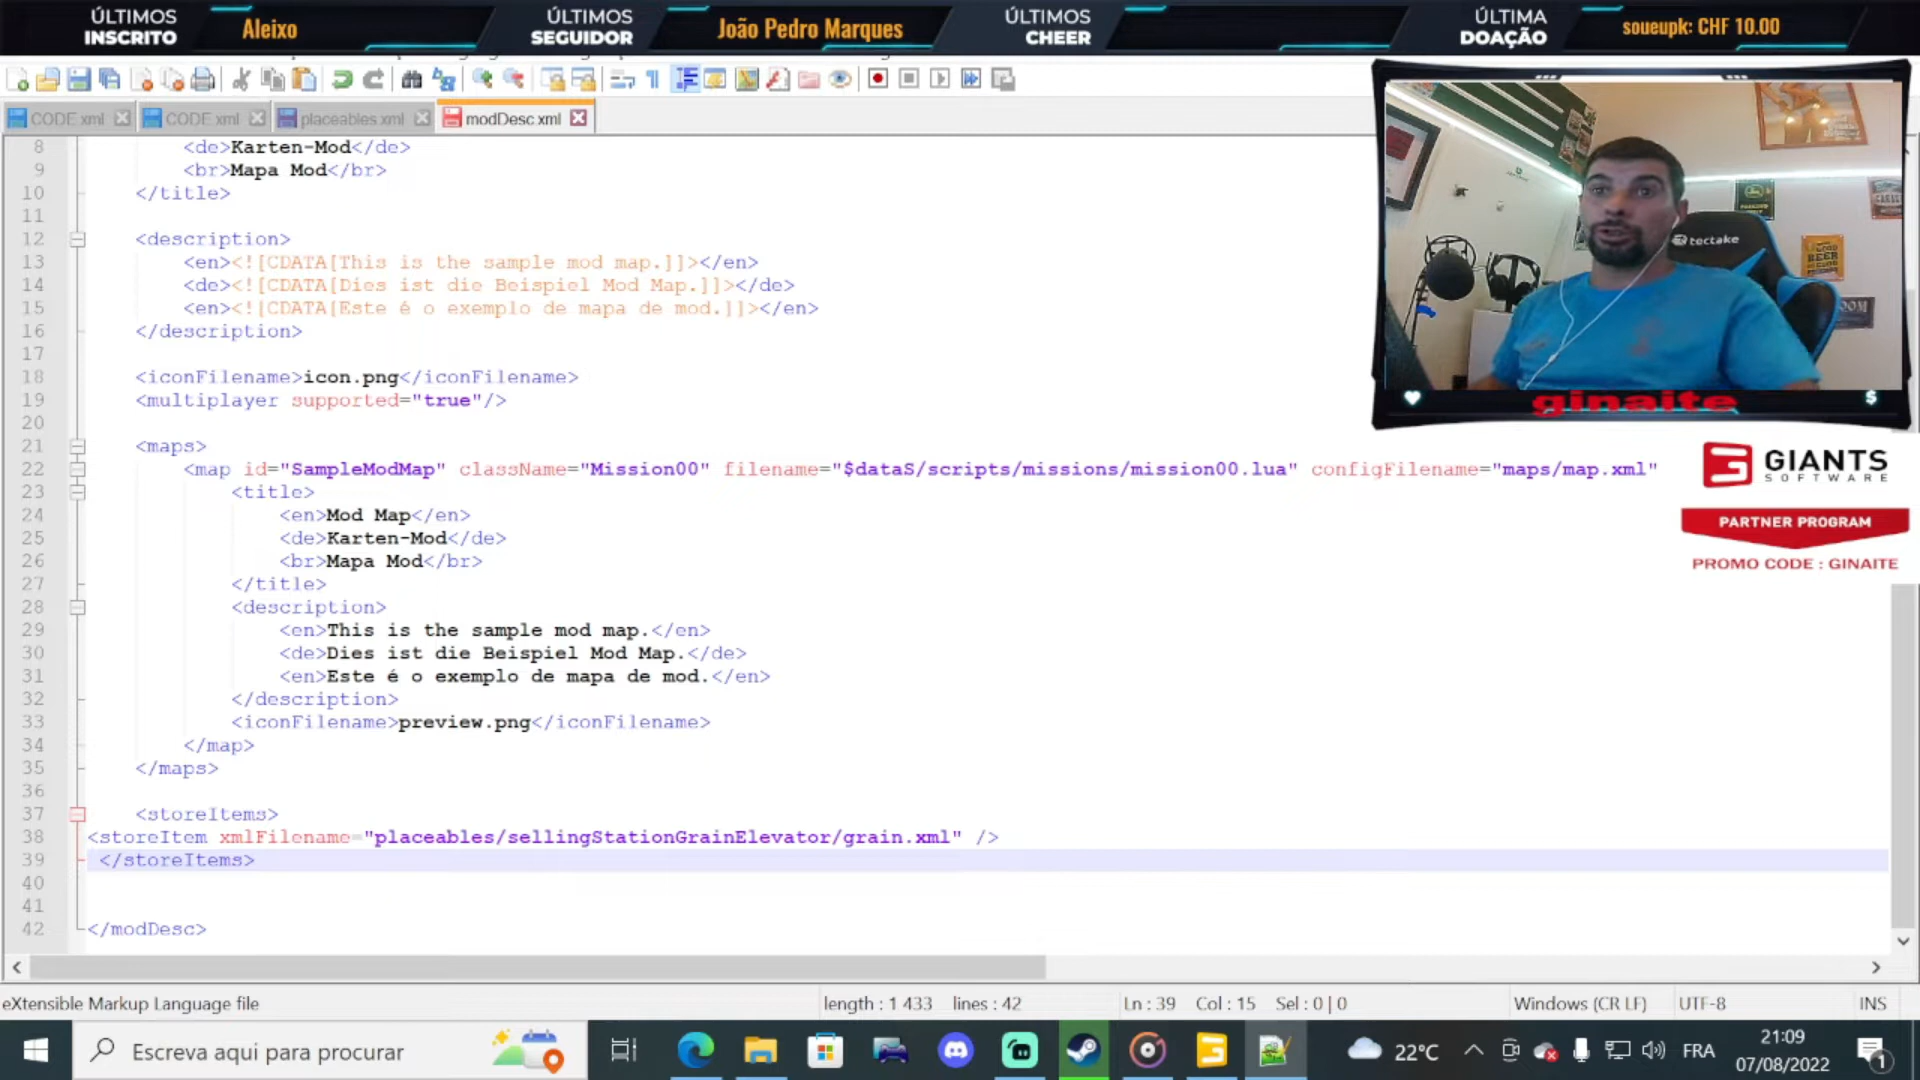 ÚLTIMOS
INSCRITO
Aleixo
ÚLTIMOS
SEGUIDOR
João Pedro Marques
ÚLTIMOS
CHEER
ÚLTIMA
DOAÇÃO
soueupk: CHF 10.00
CODE xml
CODE xml
placeables.xml
modDesc.xml
8 <de>Karten-Mod</de>
9 <br>Mapa Mod</br>
10 </title>
11
12 <description>
13 <en><![CDATA[This is the sample mod map.]]></en>
14 <de><![CDATA[Dies ist die Beispiel Mod Map.]]></de>
15 <en><![CDATA[Este é o exemplo de mapa de mod.]]></en>
16 </description>
17
18 <iconFilename>icon.png</iconFilename>
19 <multiplayer supported="true"/>
20
21 <maps>
22 <map id="SampleModMap" className="Mission00" filename="$dataS/scripts/missions/mission00.lua" configFilename="maps/map.xml"
23 <title>
24 <en>Mod Map</en>
25 <de>Karten-Mod</de>
26 <br>Mapa Mod</br>
27 </title>
28 <description>
29 <en>This is the sample mod map.</en>
30 <de>Dies ist die Beispiel Mod Map.</de>
31 <en>Este é o exemplo de mapa de mod.</en>
32 </description>
33 <iconFilename>preview.png</iconFilename>
34 </map>
35 </maps>
36
37 <storeItems>
38 <storeItem xmlFilename="placeables/sellingStationGrainElevator/grain.xml" />
39 </storeItems>
40
41
42 </modDesc>
tectake
ginaite
$
GIANTS
SOFTWARE
PARTNER PROGRAM
PROMO CODE : GINAITE
eXtensible Markup Language file
length : 1 433 lines : 42
Ln : 39 Col : 15 Sel : 0 | 0
Windows (CR LF)
UTF-8
INS
Escreva aqui para procurar
22°C
FRA
21:09
07/08/2022
1